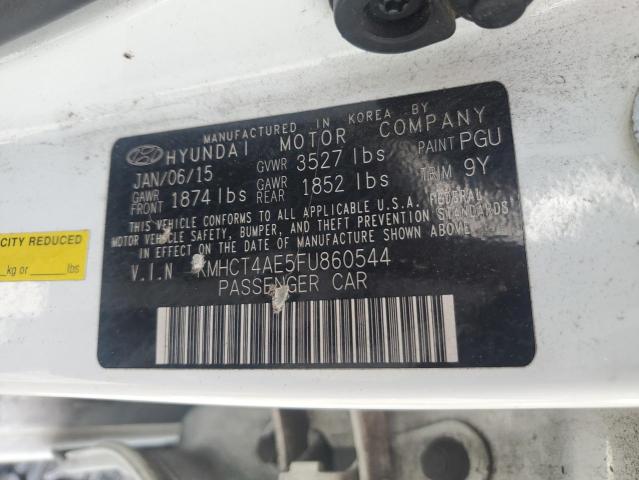 MANUFACTURED IN KOREA BY
HYUNDAI MOTOR COMPANY
JAN/06/15 GVWR 3527 lbs PAINT PGU
GAWR FRONT 1874 lbs GAWR REAR 1852 lbs TRIM 9Y
THIS VEHICLE CONFORMS TO ALL APPLICABLE U.S.A. FEDERAL
MOTOR VEHICLE SAFETY, BUMPER, AND THEFT PREVENTION STANDARDS
IN EFFECT ON THE DATE OF MANUFACTURE SHOWN ABOVE.
V.I.N KMHCT4AE5FU860544
PASSENGER CAR
CITY REDUCED
kg or lbs